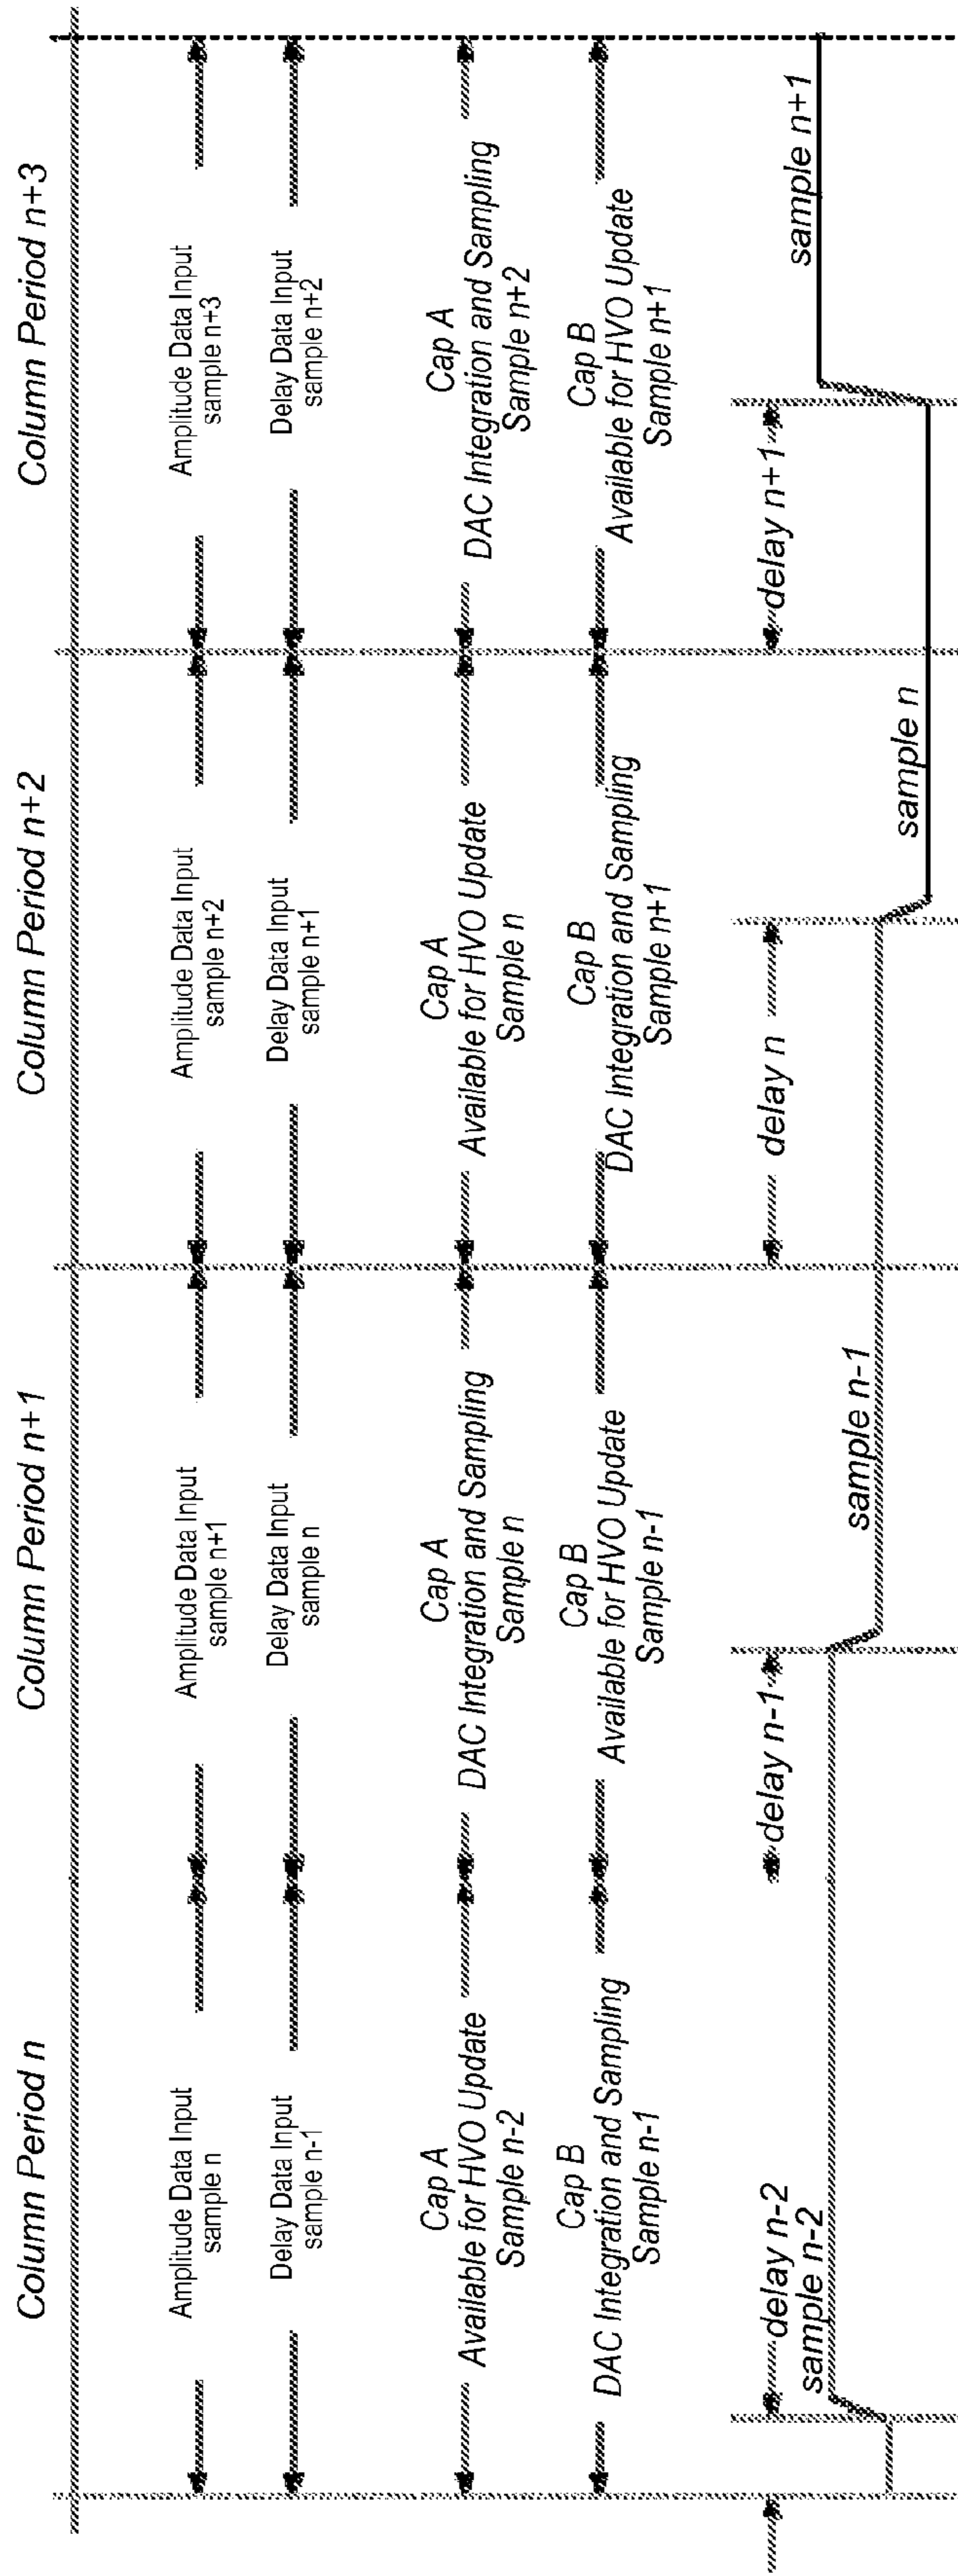 Column Period n
Column Period n+1
Column Period n+2
Column Period n+3
Amplitude Data Input
sample n
Amplitude Data Input
sample n+1
Amplitude Data Input
sample n+2
Amplitude Data Input
sample n+3
Delay Data Input
sample n-1
Delay Data Input
sample n
Delay Data Input
sample n+1
Delay Data Input
sample n+2
Cap A
Available for HVO Update
Sample n-2
Cap A
DAC Integration and Sampling
Sample n
Cap A
Available for HVO Update
Sample n
Cap A
DAC Integration and Sampling
Sample n+2
Cap B
DAC Integration and Sampling
Sample n-1
Cap B
Available for HVO Update
Sample n-1
Cap B
DAC Integration and Sampling
Sample n+1
Cap B
Available for HVO Update
Sample n+1
delay n-2
sample n-2
delay n-1
sample n-1
delay n
sample n
delay n+1
sample n+1